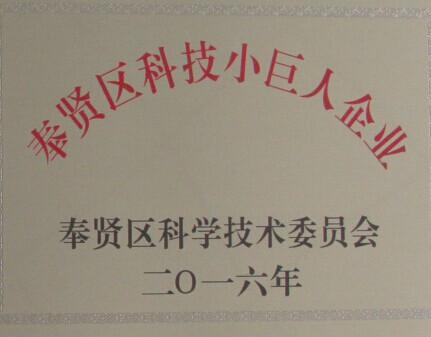 奉贤区科技小巨人企业
奉贤区科学技术委员会
二〇一六年